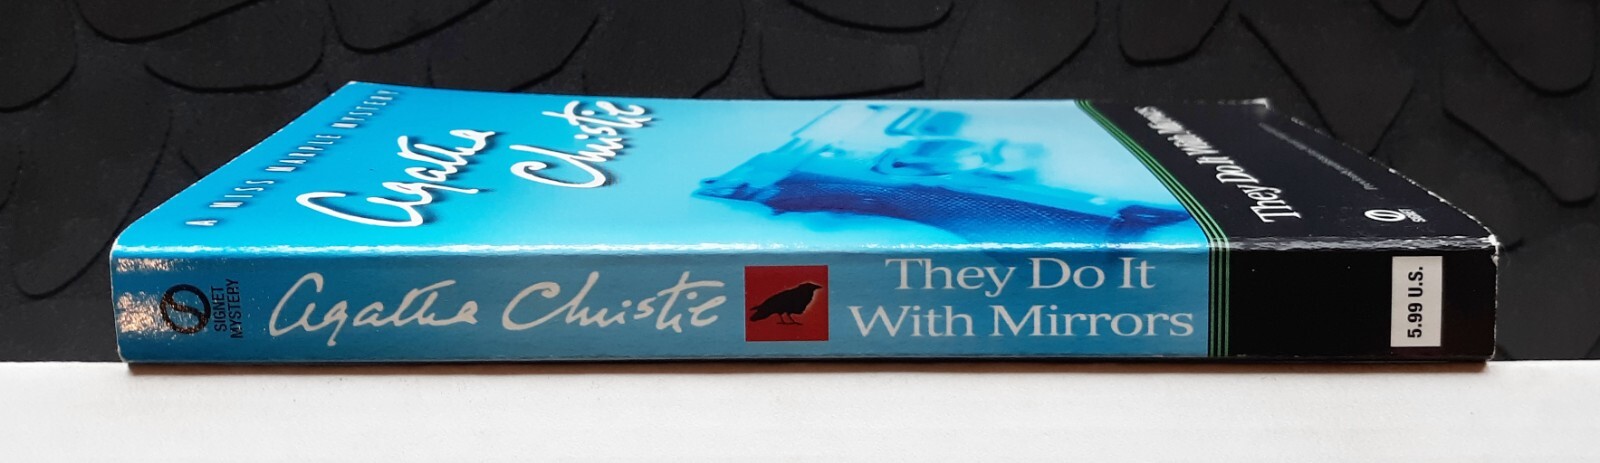 A MISS MARPLE MYSTERY
Agatha
Christie
They Do It With Mirrors
SIGNET
SIGNET
MYSTERY
Agatha Christie
They Do It
With Mirrors
5.99 U.S.